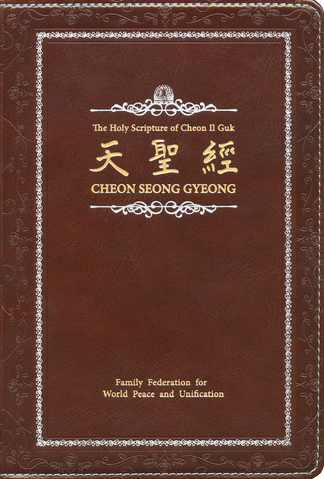 The Holy Scripture of Cheon Il Guk
天聖經
CHEON SEONG GYEONG
Family Federation for
World Peace and Unification